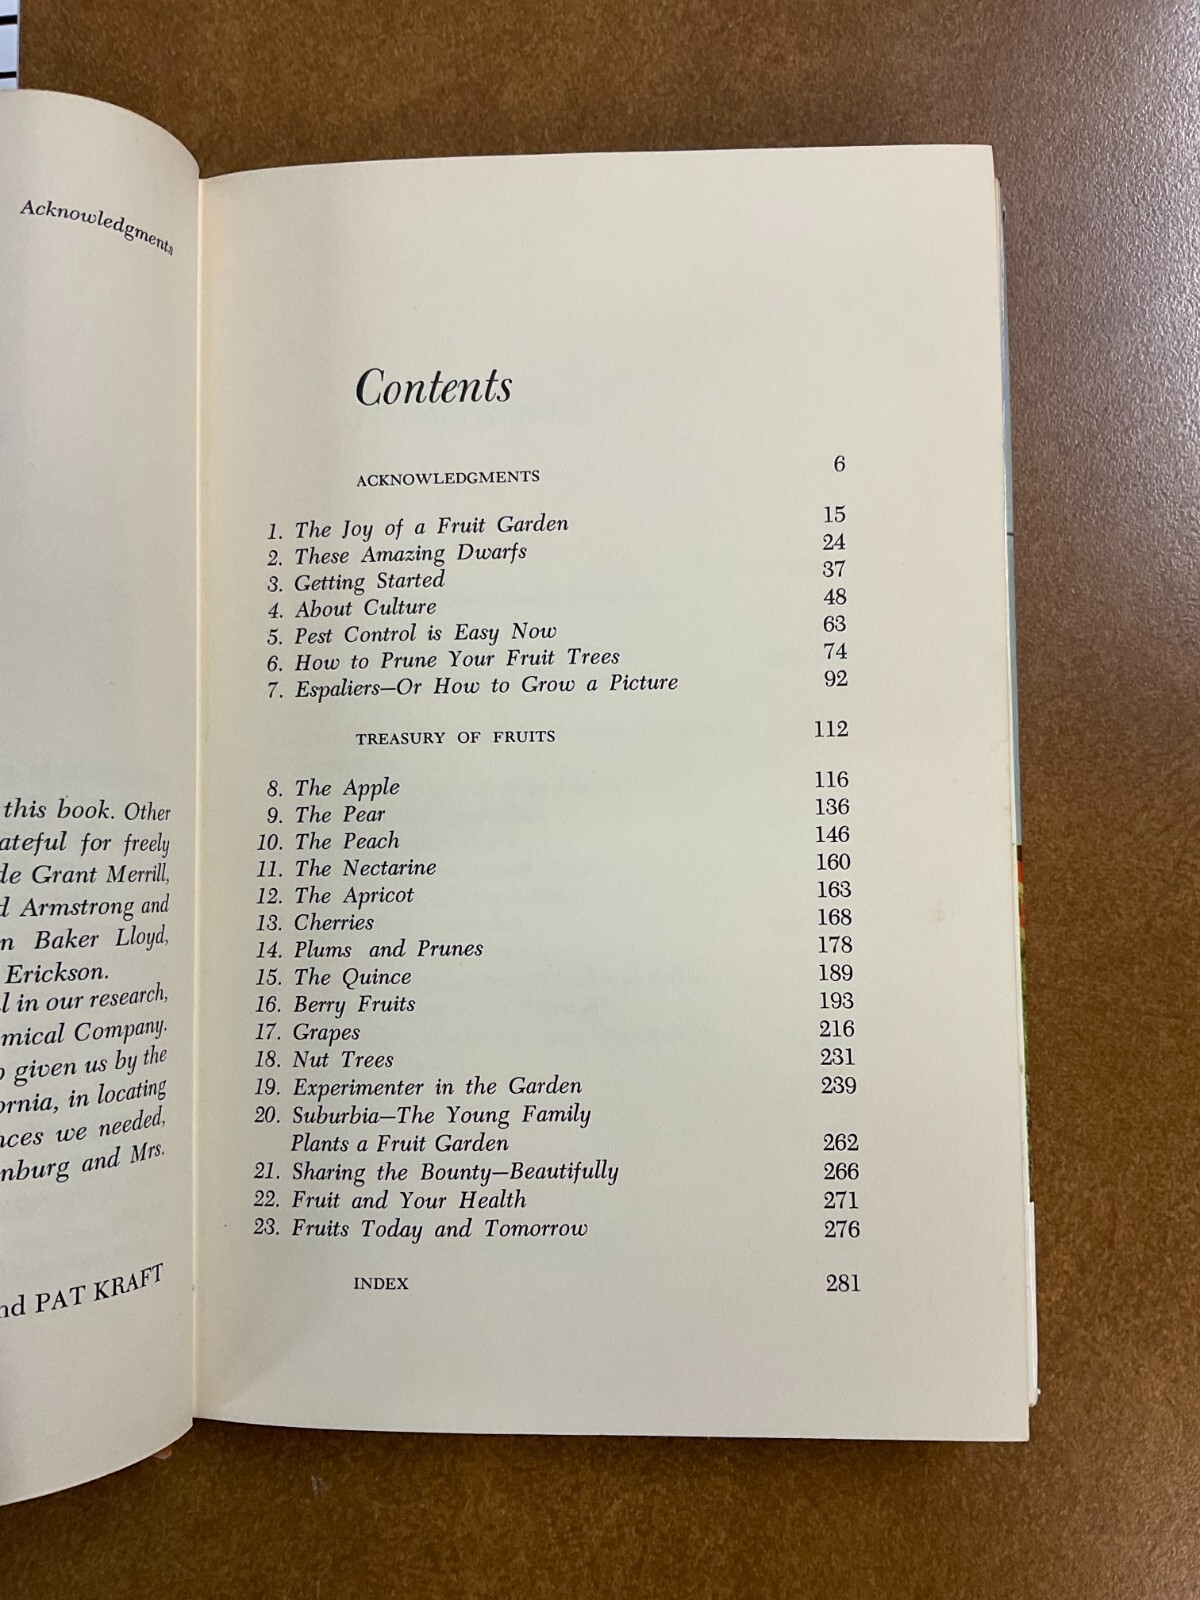 Acknowledgments
this book. Other
for freely
Grant Merrill,
Armstrong and
Baker Lloyd,
Erickson.
in our research,
Company.
given us by the
in locating
we needed,
and Mrs.
PAT KRAFT
Contents
ACKNOWLEDGMENTS 6
1. The Joy of a Fruit Garden 15
2. These Amazing Dwarfs 24
3. Getting Started 37
4. About Culture 48
5. Pest Control is Easy Now 63
6. How to Prune Your Fruit Trees 74
7. Espaliers—Or How to Grow a Picture 92
TREASURY OF FRUITS 112
8. The Apple 116
9. The Pear 136
10. The Peach 146
11. The Nectarine 160
12. The Apricot 163
13. Cherries 168
14. Plums and Prunes 178
15. The Quince 189
16. Berry Fruits 193
17. Grapes 216
18. Nut Trees 231
19. Experimenter in the Garden 239
20. Suburbia—The Young Family
Plants a Fruit Garden 262
21. Sharing the Bounty—Beautifully 266
22. Fruit and Your Health 271
23. Fruits Today and Tomorrow 276
INDEX 281